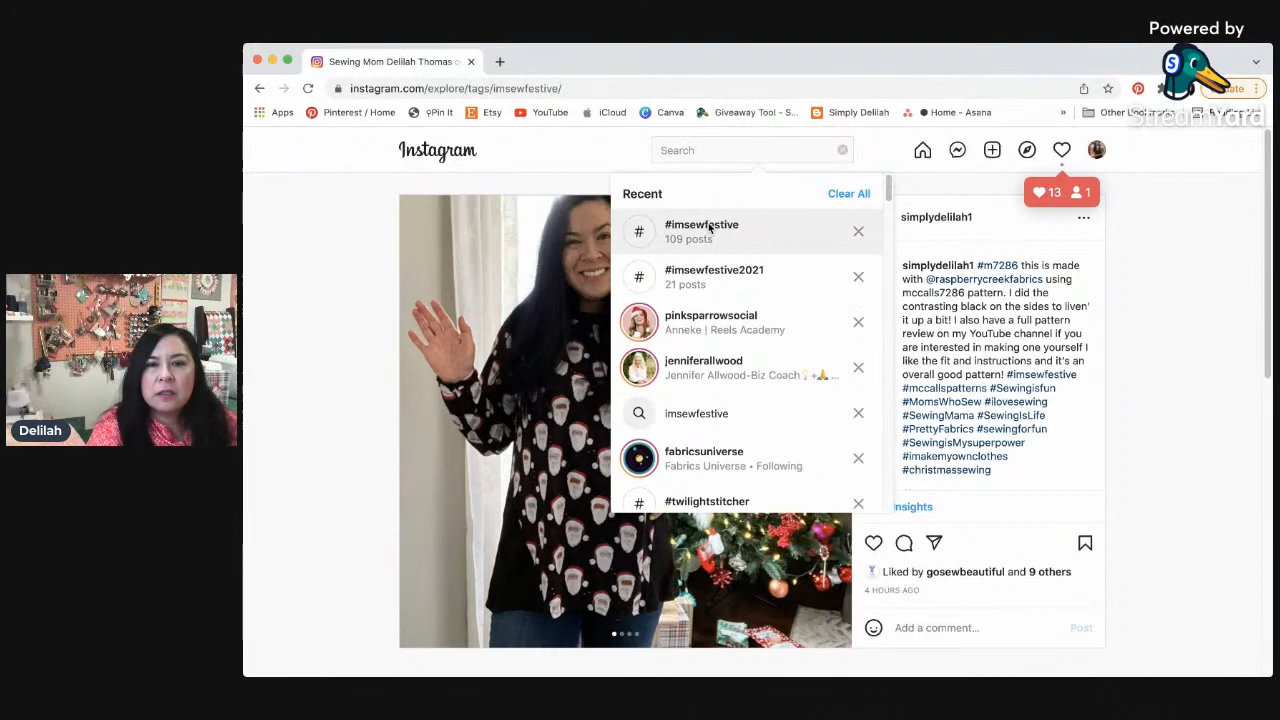 Powered by
StreamYard
Sewing Mom Delilah Thomas o
instagram.com/explore/tags/imsewfestive/
Apps
Pinterest / Home
Pin It
Etsy
YouTube
iCloud
Canva
Giveaway Tool - S...
Simply Delilah
Home - Asana
»
Instagram
Search
13 1
Recent
Clear All
#imsewfestive
109 posts
#imsewfestive2021
21 posts
pinksparrowsocial
Anneke | Reels Academy
jenniferallwood
Jennifer Allwood-Biz Coach💡+🙏 ...
imsewfestive
fabricsuniverse
Fabrics Universe • Following
#twilightstitcher
simplydelilah1
simplydelilah1 #m7286 this is made
with @raspberrycreekfabrics using
mccalls7286 pattern. I did the
contrasting black on the sides to liven'
it up a bit! I also have a full pattern
review on my YouTube channel if you
are interested in making one yourself I
like the fit and instructions and it's an
overall good pattern! #imsewfestive
#mccallspatterns #Sewingisfun
#MomsWhoSew #ilovesewing
#SewingMama #SewingIsLife
#PrettyFabrics #sewingforfun
#SewingisMysuperpower
#imakemyownclothes
#christmassewing
Insights
Liked by gosewbeautiful and 9 others
4 HOURS AGO
Add a comment...
Post
Delilah